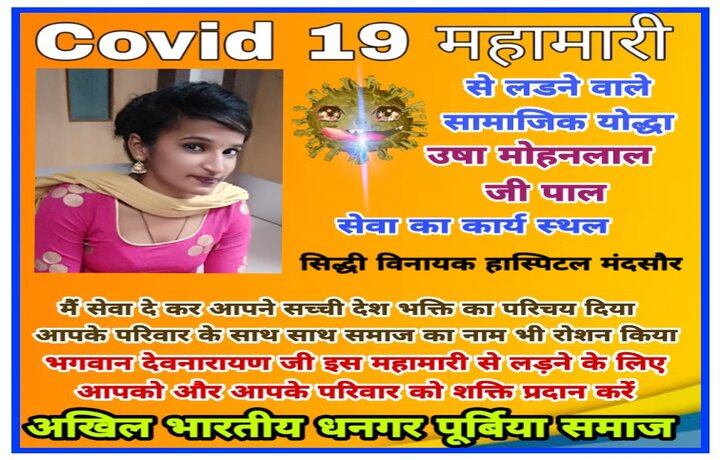 Covid 19 महामारी
से लडने वाले
सामाजिक योद्धा
उषा मोहनलाल
जी पाल
सेवा का कार्य स्थल
सिद्धी विनायक हास्पिटल मंदसौर
मैं सेवा दे कर आपने सच्ची देश भक्ति का परिचय दिया
आपके परिवार के साथ साथ समाज का नाम भी रोशन किया
भगवान देवनारायण जी इस महामारी से लड़ने के लिए
आपको और आपके परिवार को शक्ति प्रदान करें
अखिल भारतीय धनगर पूर्बिया समाज